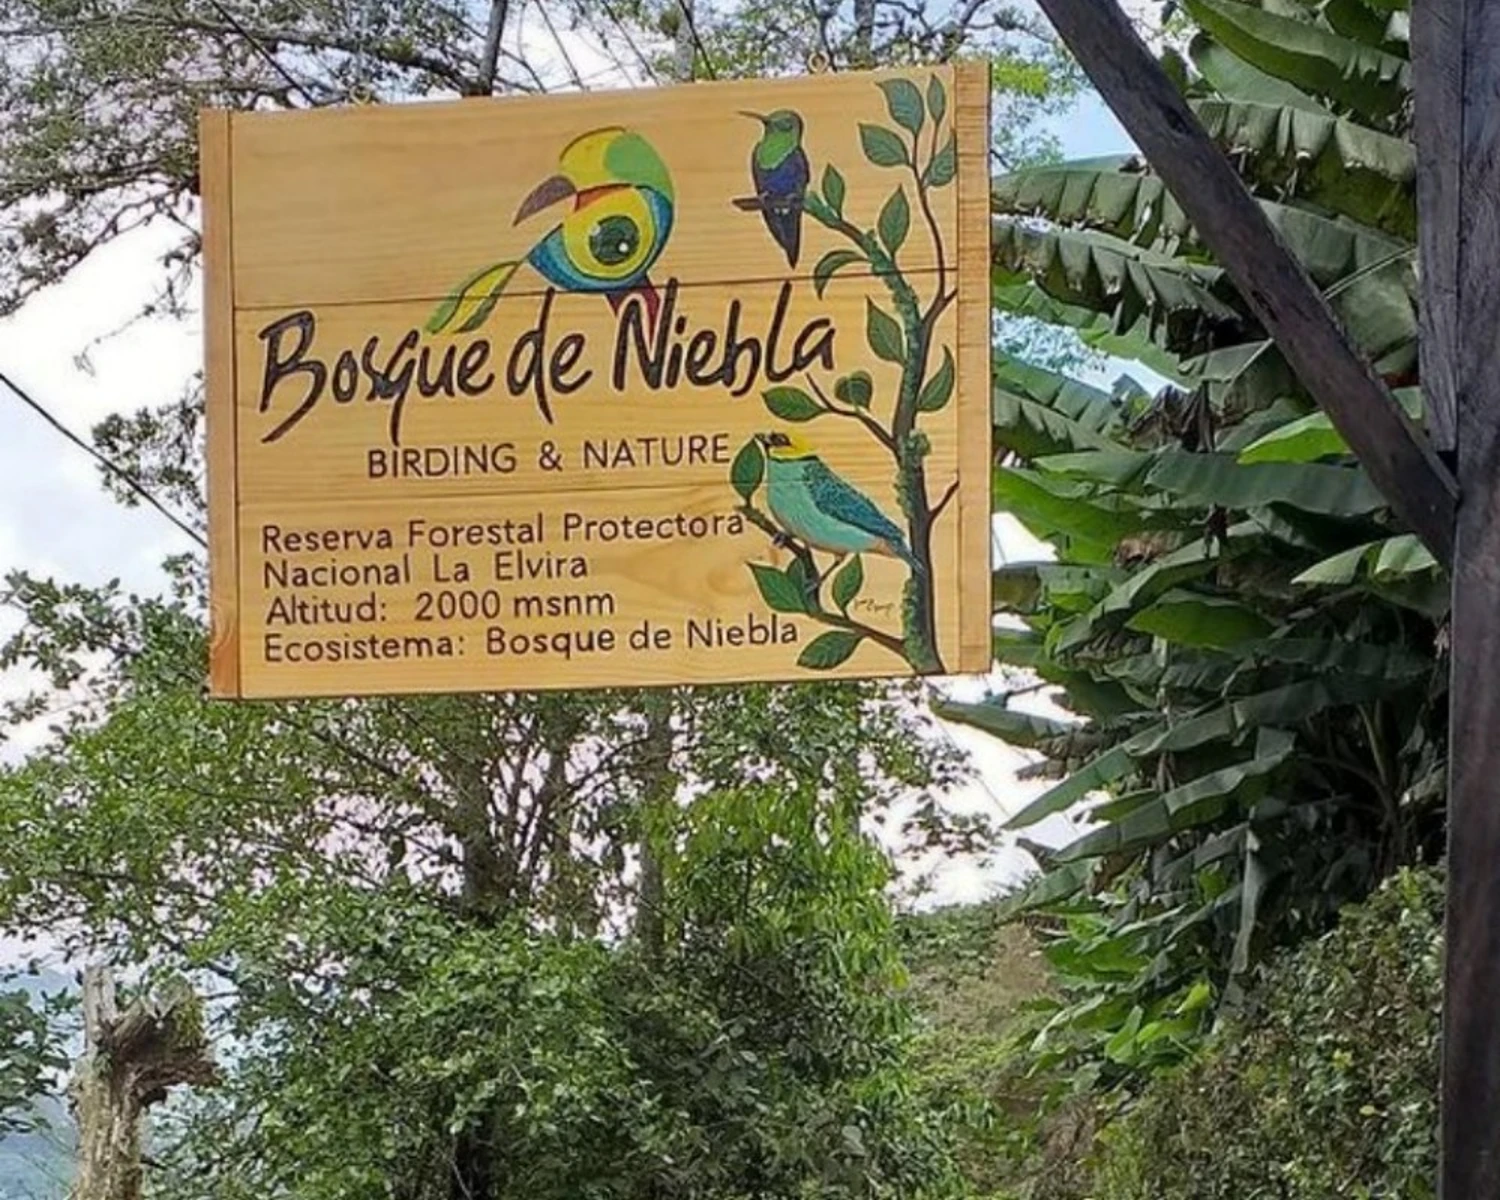 Bosque de Niebla
BIRDING & NATURE
Reserva Forestal Protectora
Nacional La Elvira
Altitud: 2000 msnm
Ecosistema: Bosque de Niebla